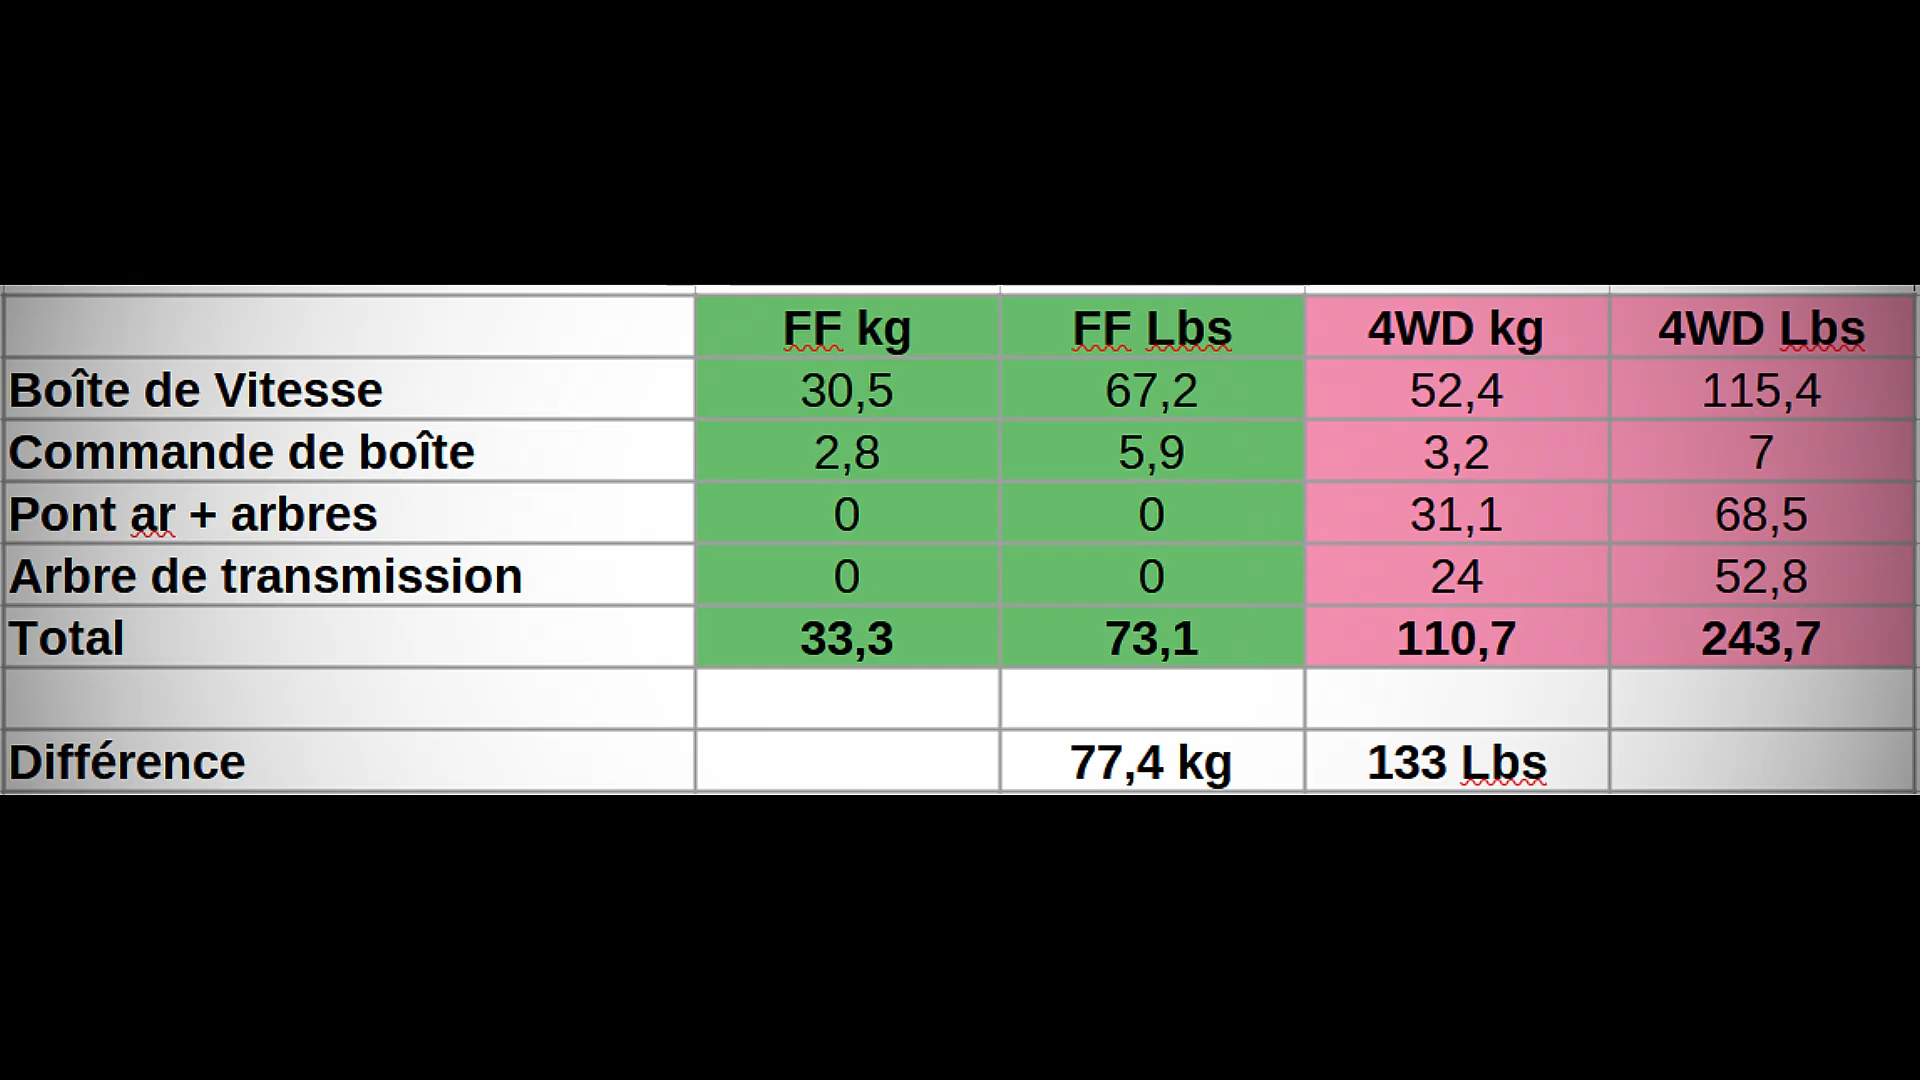 FF kg FF Lbs 4WD kg 4WD Lbs
Boîte de Vitesse 30,5 67,2 52,4 115,4
Commande de boîte 2,8 5,9 3,2 7
Pont ar + arbres 0 0 31,1 68,5
Arbre de transmission 0 0 24 52,8
Total 33,3 73,1 110,7 243,7
Différence 77,4 kg 133 Lbs